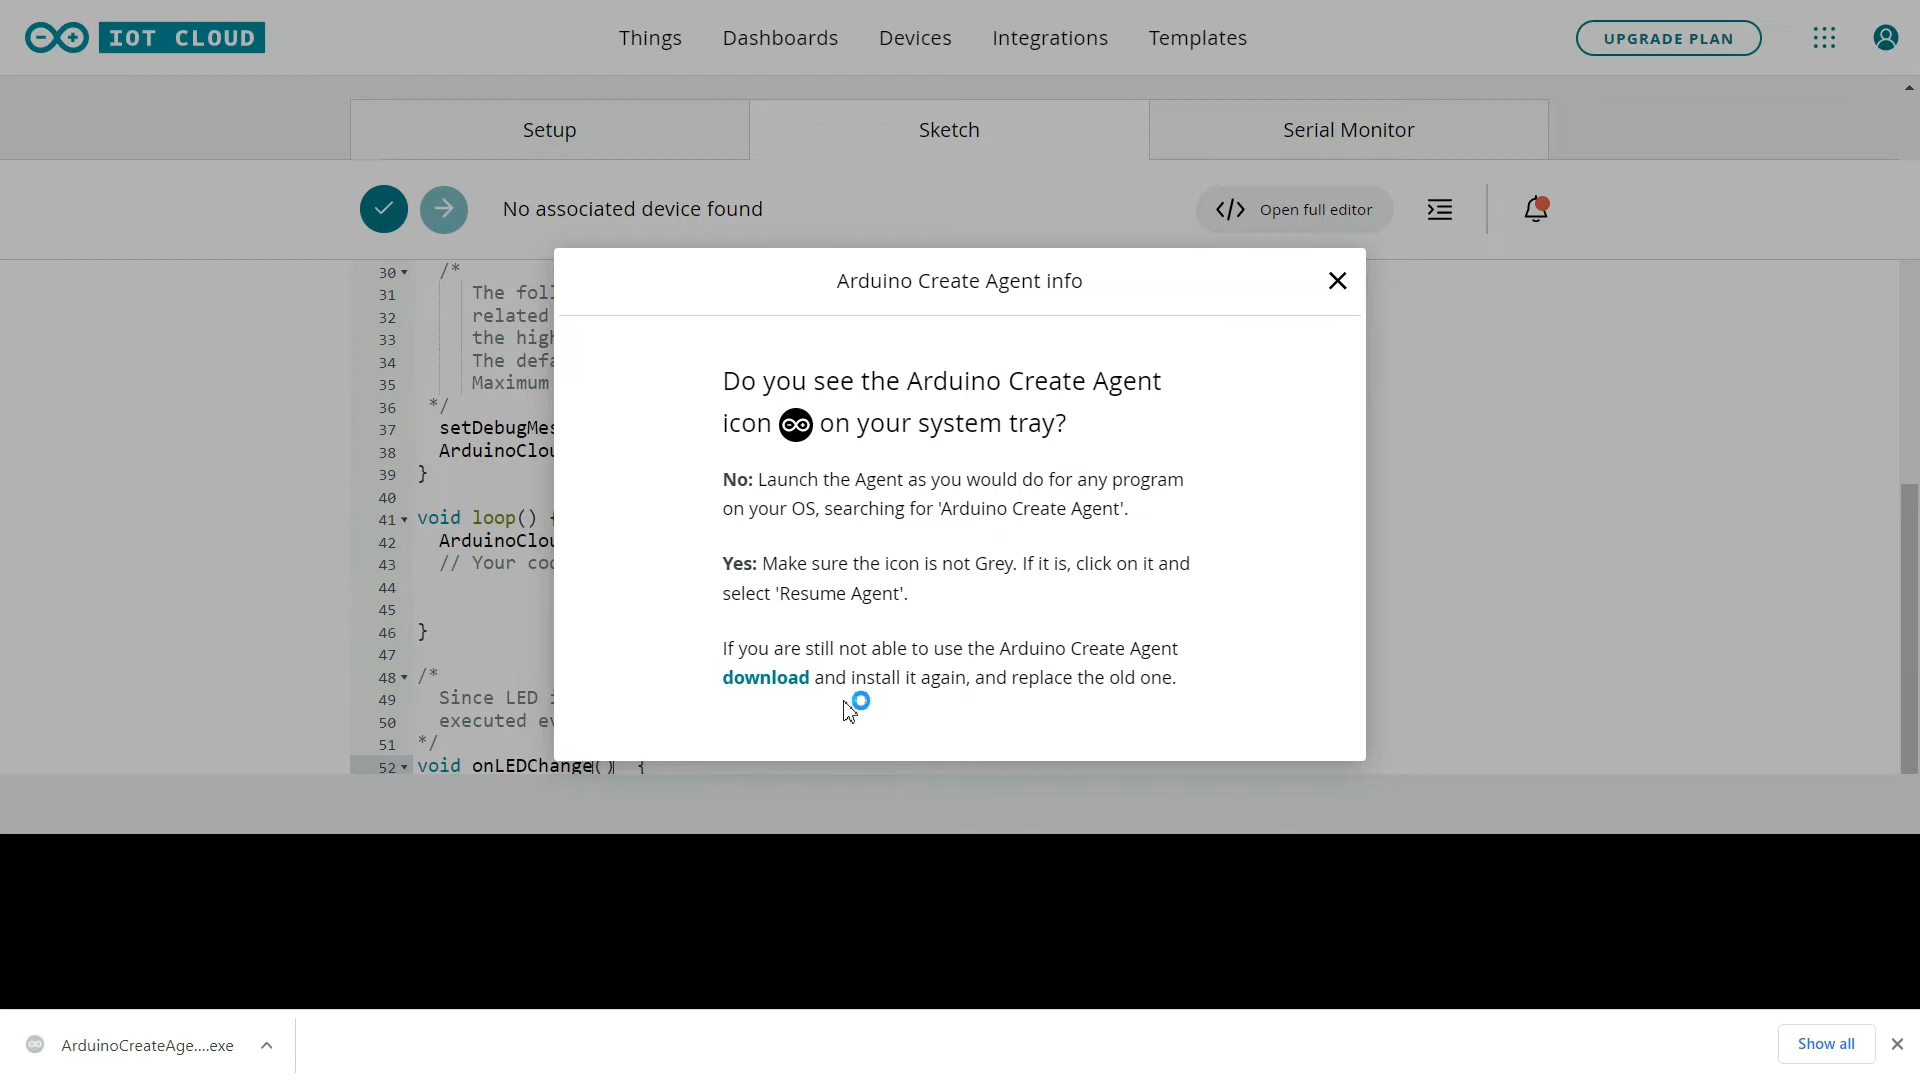 IOT CLOUD
Things
Dashboards
Devices
Integrations
Templates
UPGRADE PLAN
Setup
Sketch
Serial Monitor
No associated device found
</> Open full editor
Arduino Create Agent info
Do you see the Arduino Create Agent
icon on your system tray?
No: Launch the Agent as you would do for any program
on your OS, searching for 'Arduino Create Agent'.
Yes: Make sure the icon is not Grey. If it is, click on it and
select 'Resume Agent'.
If you are still not able to use the Arduino Create Agent
download and install it again, and replace the old one.
30 /*
31 The
32 related
33 the
34 The
35 Maximum
36 */
37
38
39 }
40
41 void loop() {
42
43 // Your
44
45
46 }
47
48 /*
49 Since LED
50 executed
51 */
52 void onLEDChange() {
ArduinoCreateAge....exe
Show all